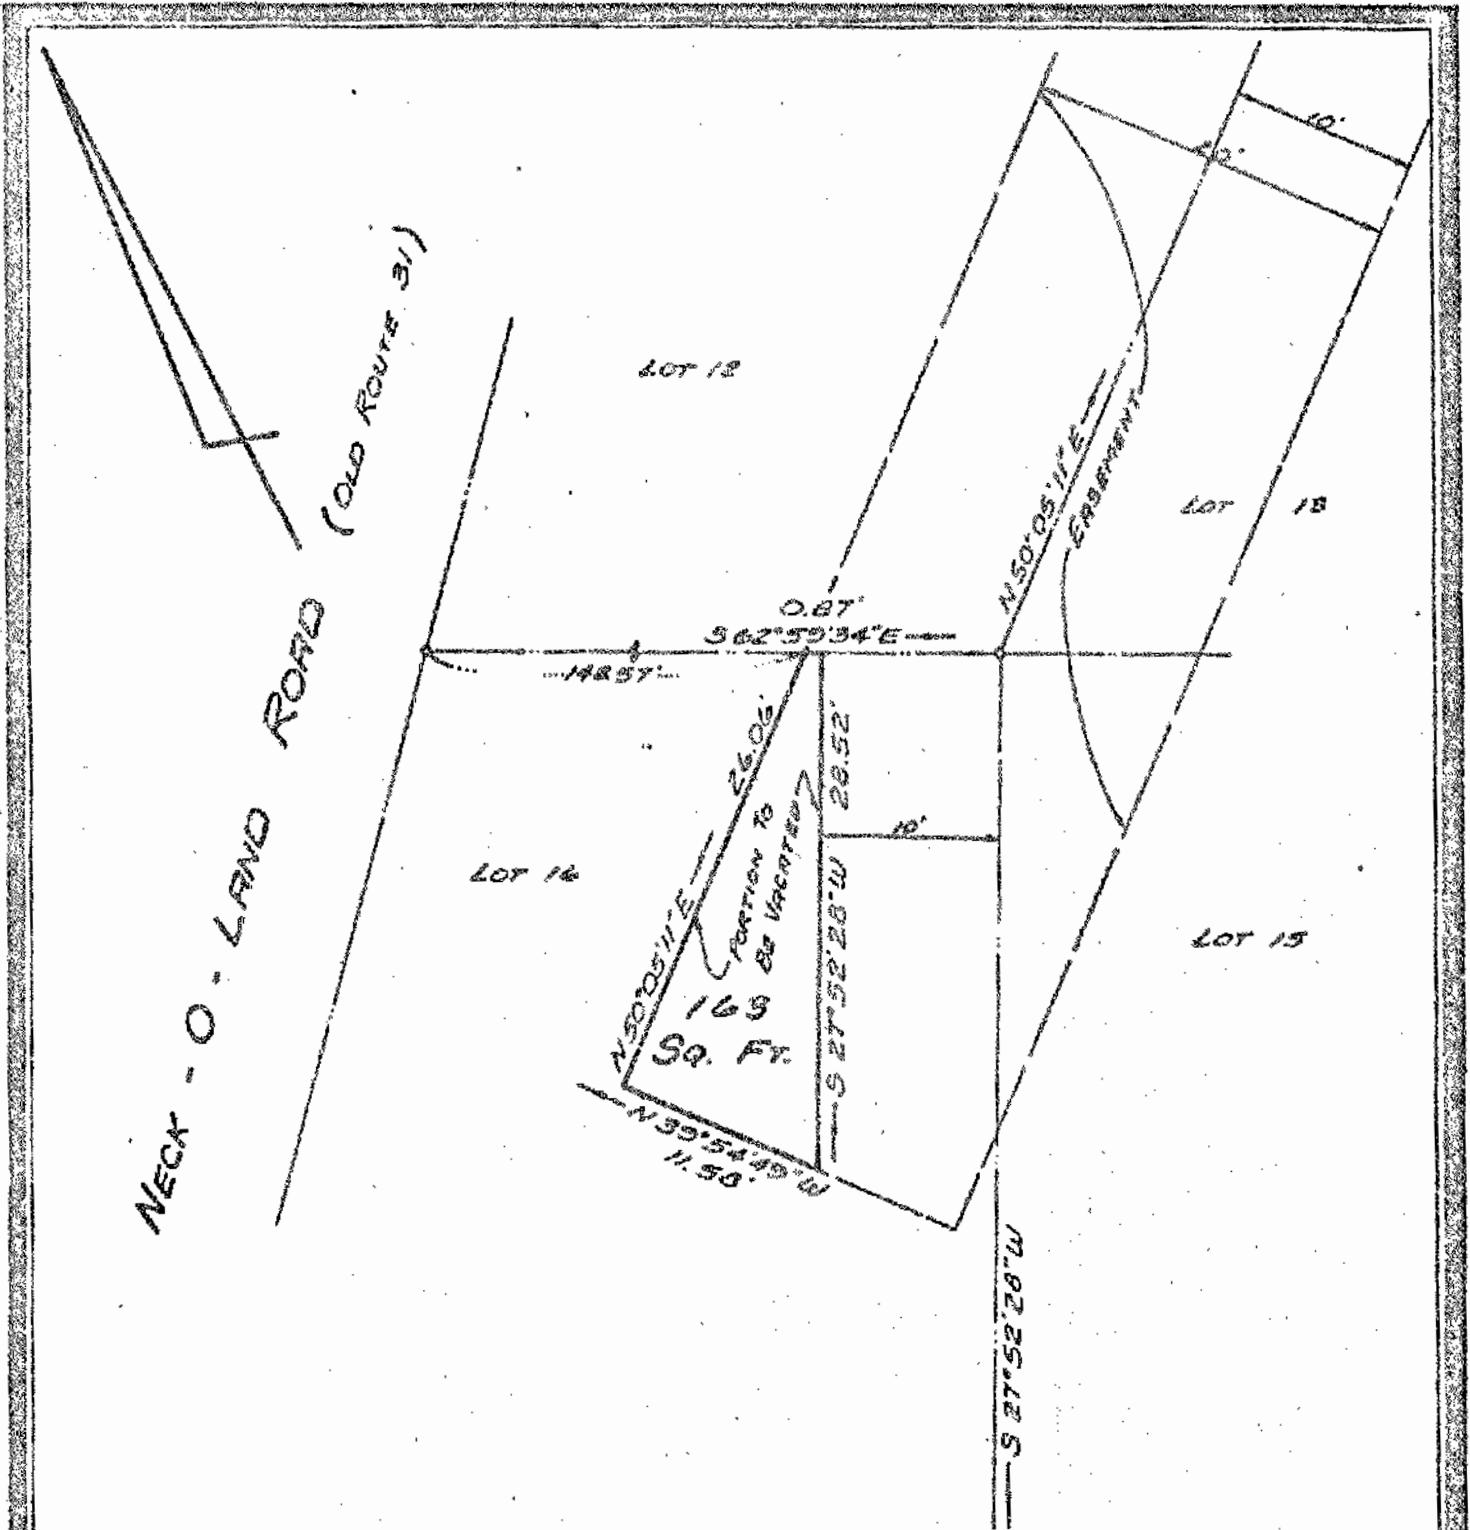 10'
20'
(OLD ROUTE 31)
LOT 12
N 50°05'11" E
EASEMENT
LOT 13
0.87'
S 62°59'34" E
148.57'
NECK - O - LAND ROAD
26.06'
28.52'
10'
PORTION TO
BE VACATED
LOT 16
N 50°05'11" E
S 27°52'28" W
LOT 15
163
SQ. FT.
N 39°54'49" W
11.58'
S 27°52'28" W